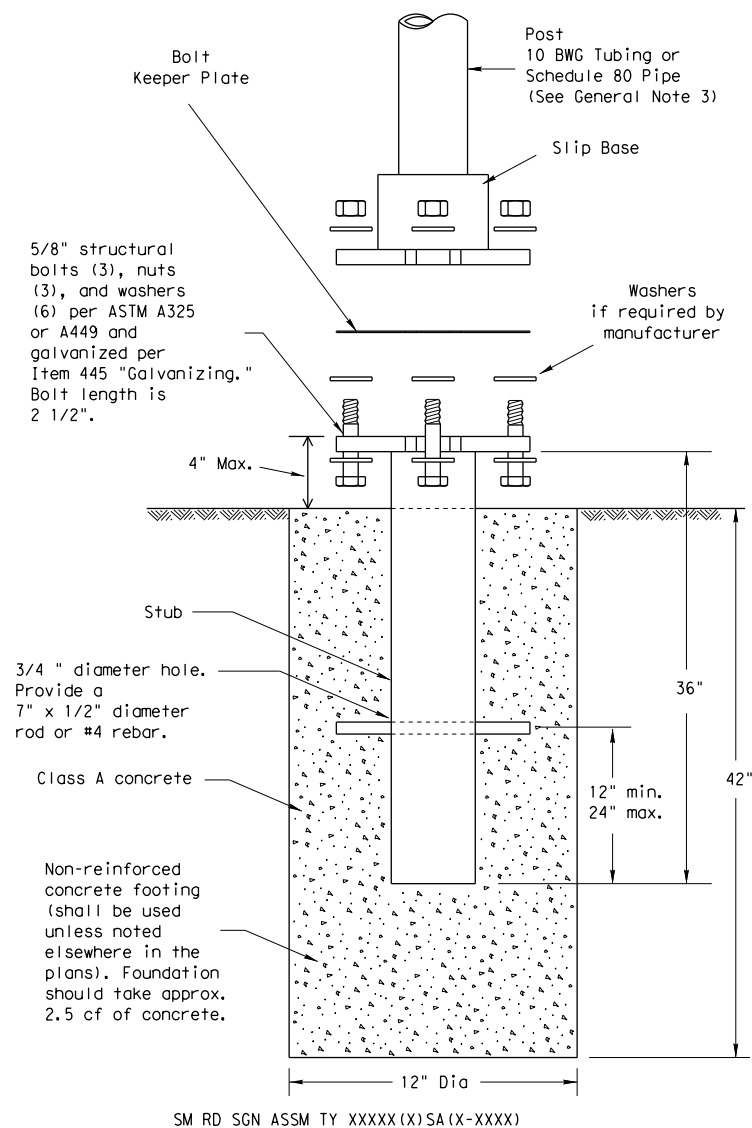 Post
10 BWG Tubing or
Schedule 80 Pipe
(See General Note 3)
Bolt
Keeper Plate
Slip Base
5/8" structural
bolts (3), nuts
(3), and washers
(6) per ASTM A325
or A449 and
galvanized per
Item 445 "Galvanizing."
Bolt length is
2 1/2".
Washers
if required by
manufacturer
4" Max.
Stub
3/4 " diameter hole.
Provide a
7" x 1/2" diameter
rod or #4 rebar.
36"
Class A concrete
12" min.
24" max.
42"
Non-reinforced
concrete footing
(shall be used
unless noted
elsewhere in the
plans). Foundation
should take approx.
2.5 cf of concrete.
12" Dia
SM RD SGN ASSM TY XXXXX(X)SA(X-XXXX)